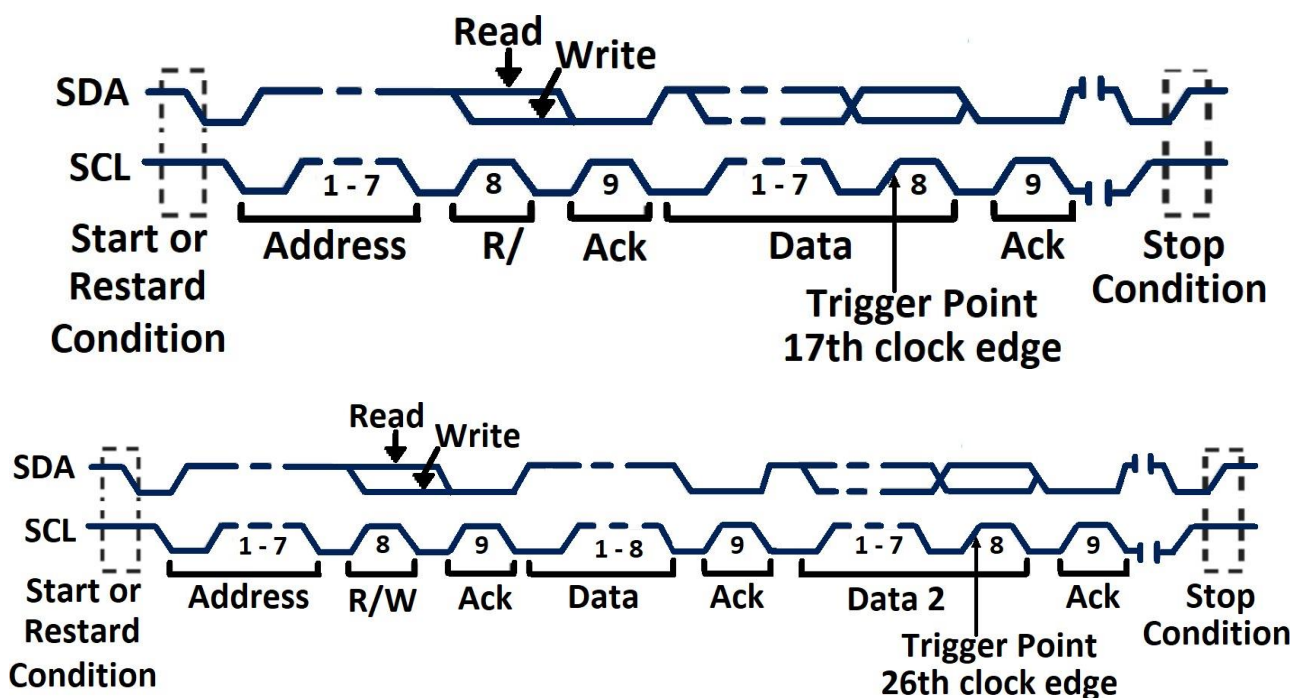 Read
Write
SDA
SCL
1 - 7
8
9
1 - 7
8
9
Address
R/
Ack
Data
Ack
Start or
Restard
Condition
Stop
Condition
Trigger Point
17th clock edge
Read
Write
SDA
SCL
1 - 7
8
9
1 - 8
9
1 - 7
8
9
Address
R/W
Ack
Data
Ack
Data 2
Ack
Start or
Restard
Condition
Stop
Condition
Trigger Point
26th clock edge